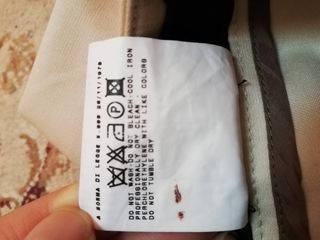 A NORMA DI LEGGE N.883 26/11/1973
P
DO NOT WASH-DO NOT BLEACH-COOL IRON
PROFESSIONALLY DRY CLEAN -
PERCLORETHYLENE WITH LIKE COLORS
DO NOT TUMBLE DRY